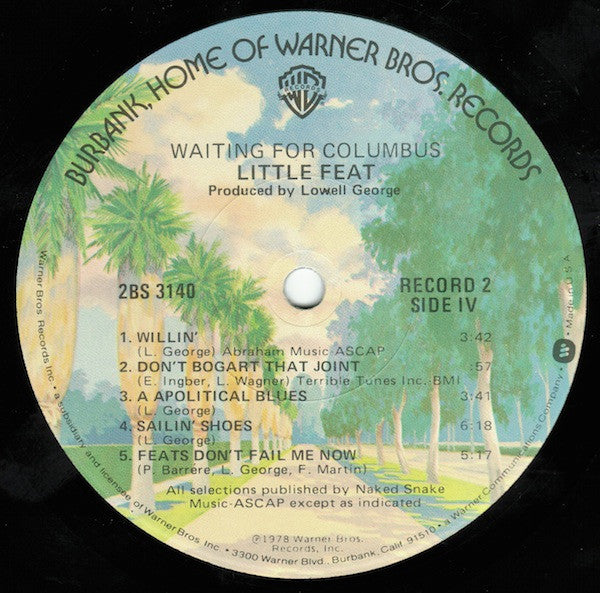 BURBANK, HOME OF WARNER BROS. RECORDS
WB
RECORDS
WAITING FOR COLUMBUS
LITTLE FEAT
Produced by Lowell George
2BS 3140
RECORD 2
SIDE IV
1. WILLIN' 3:42
(L. George) Abraham Music-ASCAP
2. DON'T BOGART THAT JOINT :57
(E. Ingber, L. Wagner) Terrible Tunes Inc.-BMI
3. A APOLITICAL BLUES 3:41
(L. George)
4. SAILIN' SHOES 6:18
(L. George)
5. FEATS DON'T FAIL ME NOW 5:17
(P. Barrere, L. George, F. Martin)
All selections published by Naked Snake
Music-ASCAP except as indicated
℗1978 Warner Bros.
Records, Inc.
Warner Bros Records Inc. • a subsidiary and licensee of Warner Bros. Inc. • 3300 Warner Blvd., Burbank, Calif. 91510 • a Warner Communications Company.
• Made in U S A